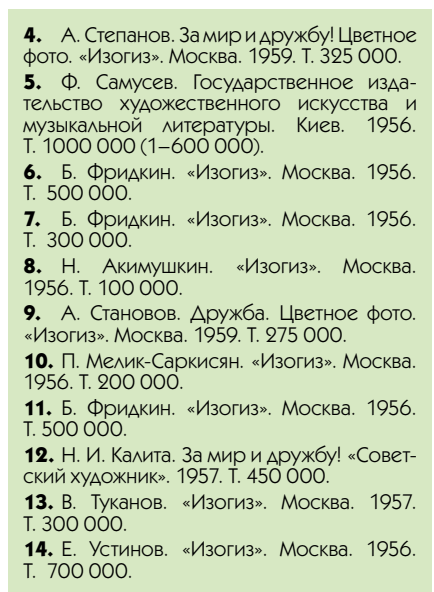 4. А. Степанов. За мир и дружбу! Цветное
фото. «Изогиз». Москва. 1959. Т. 325 000.
5. Ф. Самусев. Государственное изда-
тельство художественного искусства и
музыкальной литературы. Киев. 1956.
Т. 1000 000 (1–600 000).
6. Б. Фридкин. «Изогиз». Москва. 1956.
Т. 500 000.
7. Б. Фридкин. «Изогиз». Москва. 1956.
Т. 300 000.
8. Н. Акимушкин. «Изогиз». Москва.
1956. Т. 100 000.
9. А. Становов. Дружба. Цветное фото.
«Изогиз». Москва. 1959. Т. 275 000.
10. П. Мелик-Саркисян. «Изогиз». Москва.
1956. Т. 200 000.
11. Б. Фридкин. «Изогиз». Москва. 1956.
Т. 500 000.
12. Н. И. Калита. За мир и дружбу! «Совет-
ский художник». 1957. Т. 450 000.
13. В. Туканов. «Изогиз». Москва. 1957.
Т. 300 000.
14. Е. Устинов. «Изогиз». Москва. 1956.
Т. 700 000.